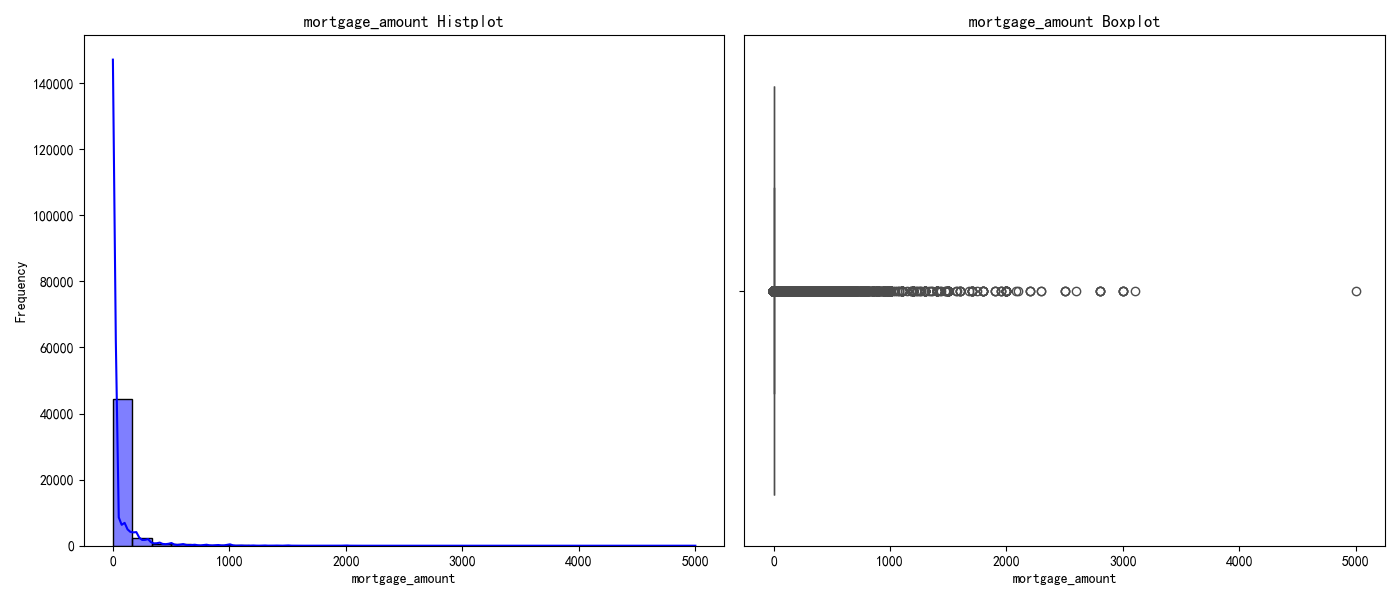 mortgage_amount Histplot
140000
120000
100000
80000
60000
40000
20000
0
Frequency
0 1000 2000 3000 4000 5000
mortgage_amount
mortgage_amount Boxplot
0 1000 2000 3000 4000 5000
mortgage_amount